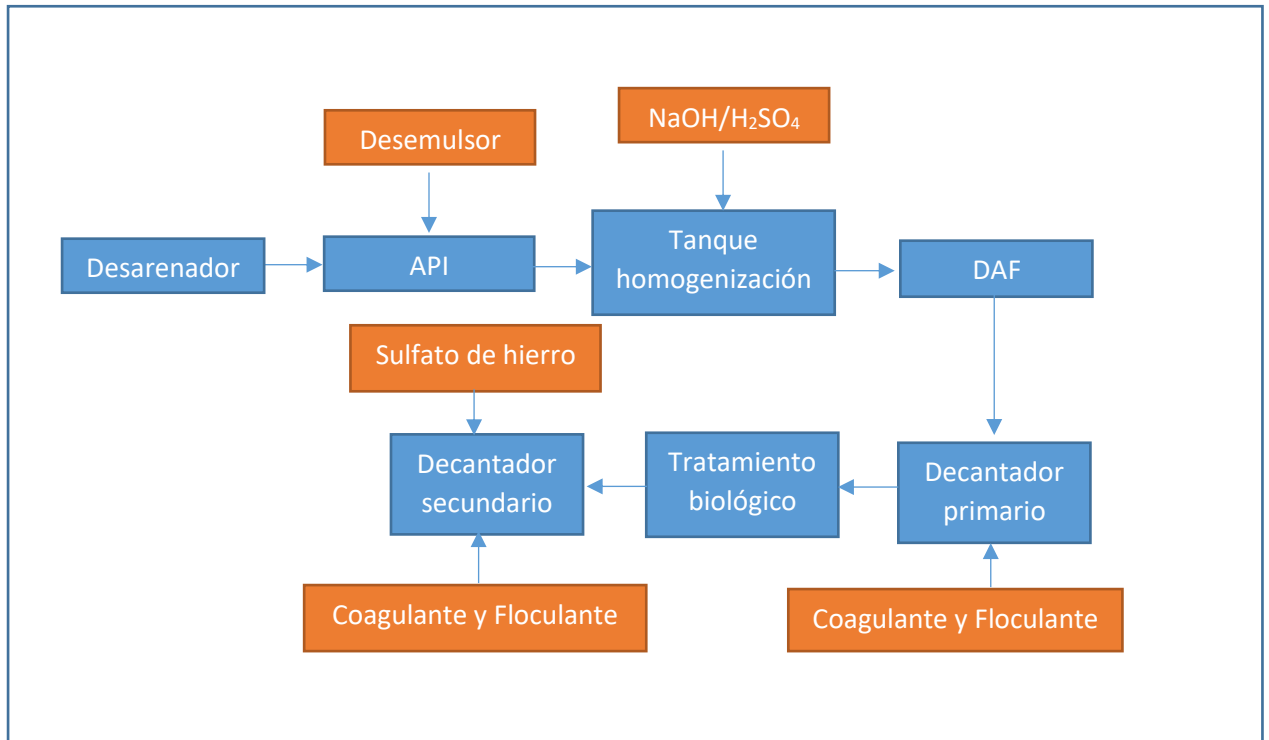 Desemulsor
NaOH/H₂SO₄
Desarenador
API
Tanque
homogenización
DAF
Sulfato de hierro
Decantador
secundario
Tratamiento
biológico
Decantador
primario
Coagulante y Floculante
Coagulante y Floculante